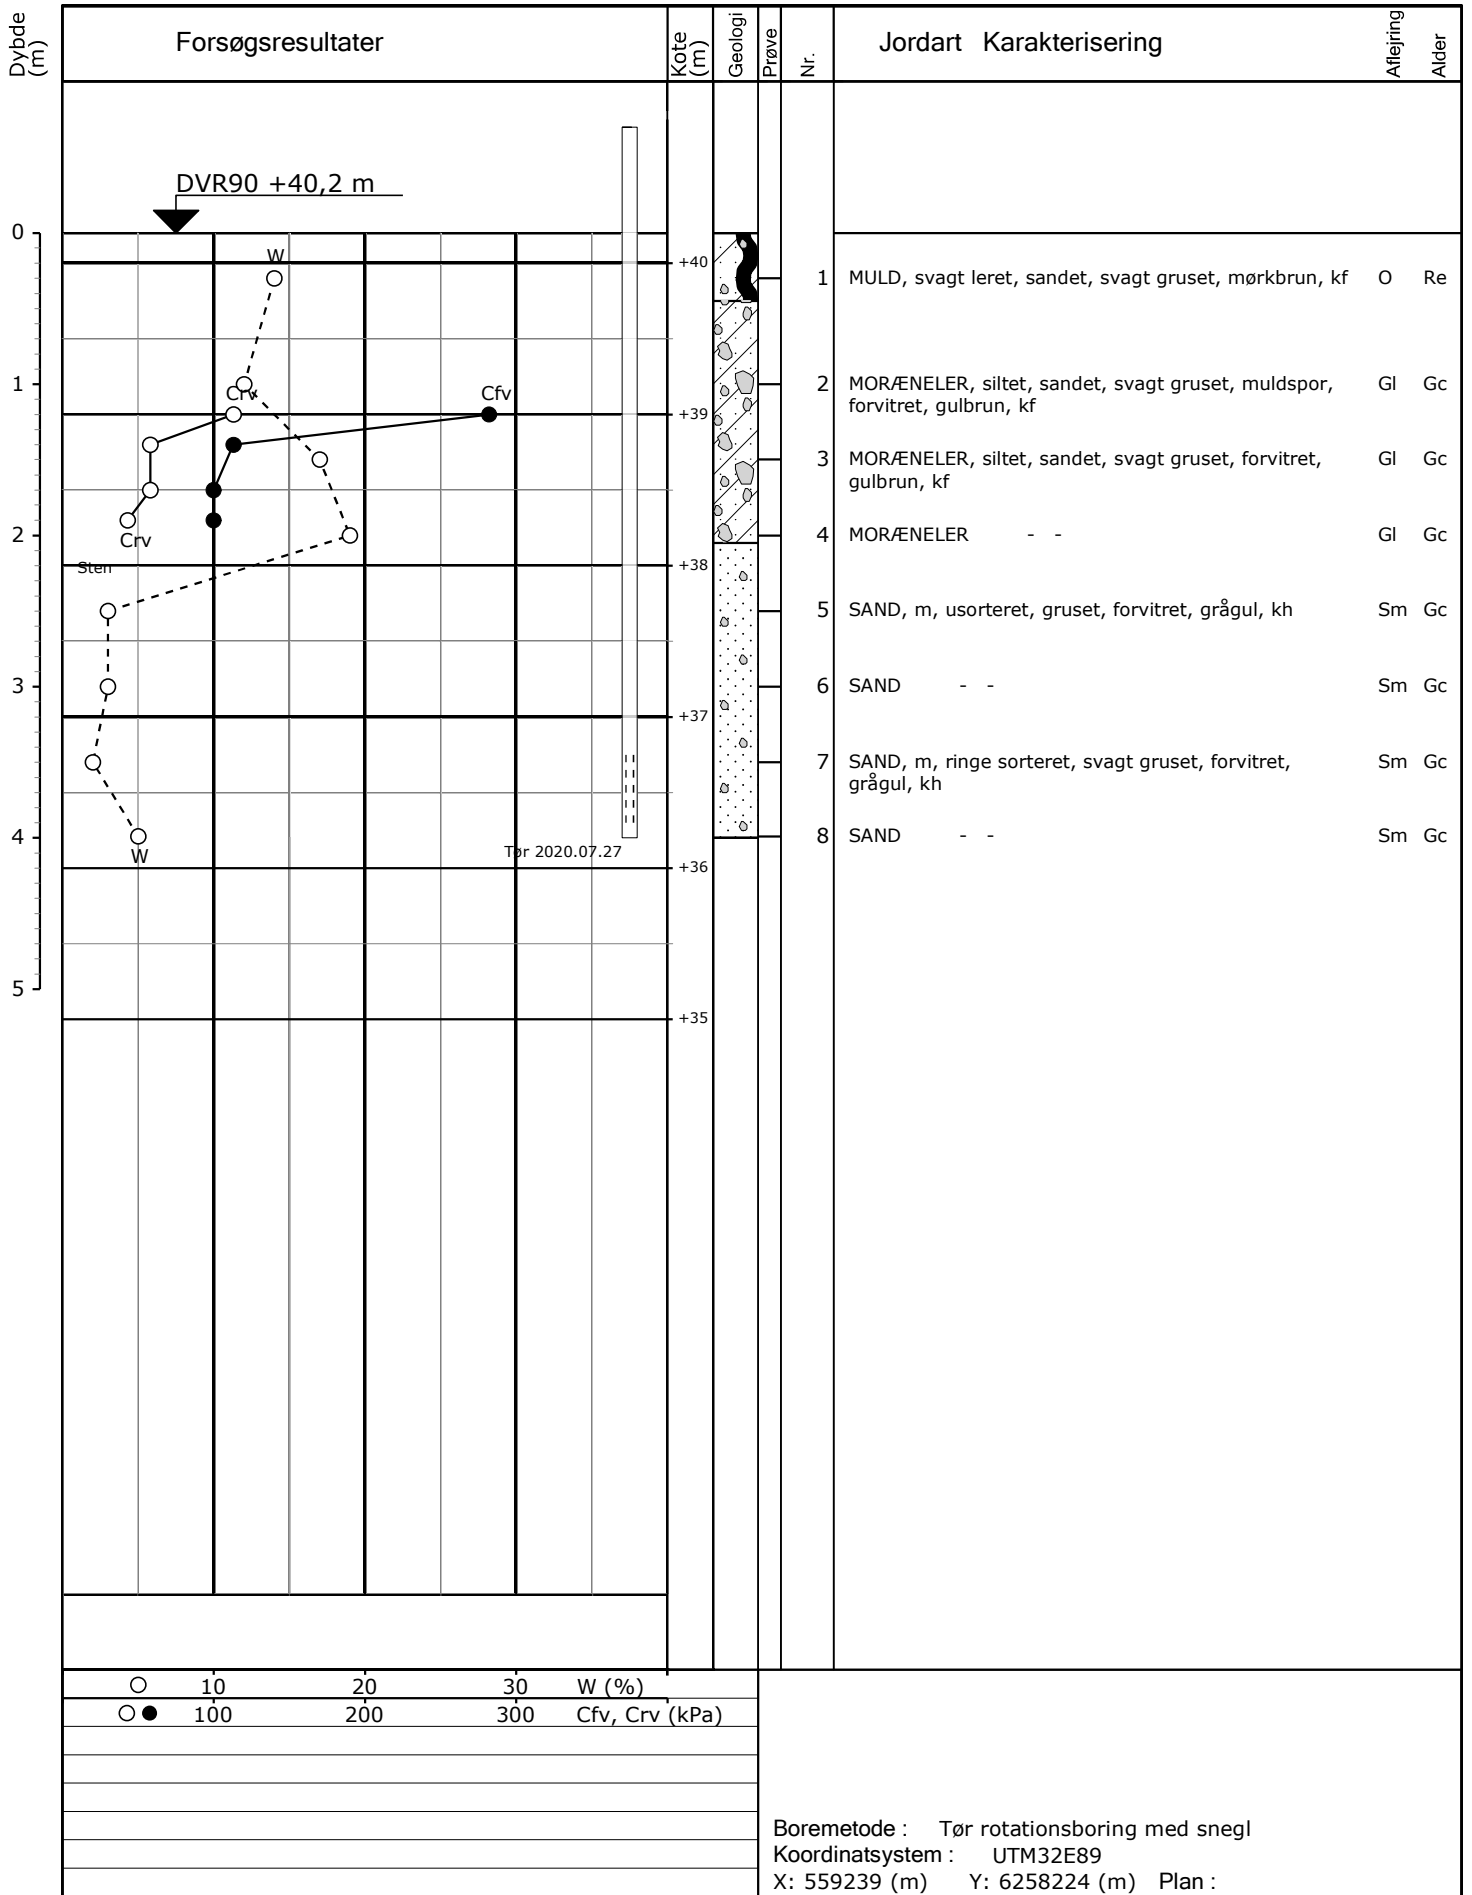 Dybde (m)
Forsøgsresultater
Kote (m)
Geologi
Prøve
Nr.
Jordart Karakterisering
Aflejring
Alder
DVR90 +40,2 m
0
W
+40
1 MULD, svagt leret, sandet, svagt gruset, mørkbrun, kf O Re
1
Crv
Cfv
+39
2 MORÆNELER, siltet, sandet, svagt gruset, muldspor,
forvitret, gulbrun, kf
Gl Gc
3 MORÆNELER, siltet, sandet, svagt gruset, forvitret,
gulbrun, kf
Gl Gc
2
Crv
4 MORÆNELER - - Gl Gc
Sten
+38
5 SAND, m, usorteret, gruset, forvitret, grågul, kh Sm Gc
3
6 SAND - - Sm Gc
+37
7 SAND, m, ringe sorteret, svagt gruset, forvitret,
grågul, kh
Sm Gc
4
W
Tør 2020.07.27
8 SAND - - Sm Gc
+36
5
+35
10 20 30 W (%)
100 200 300 Cfv, Crv (kPa)
Boremetode : Tør rotationsboring med snegl
Koordinatsystem : UTM32E89
X: 559239 (m) Y: 6258224 (m) Plan :